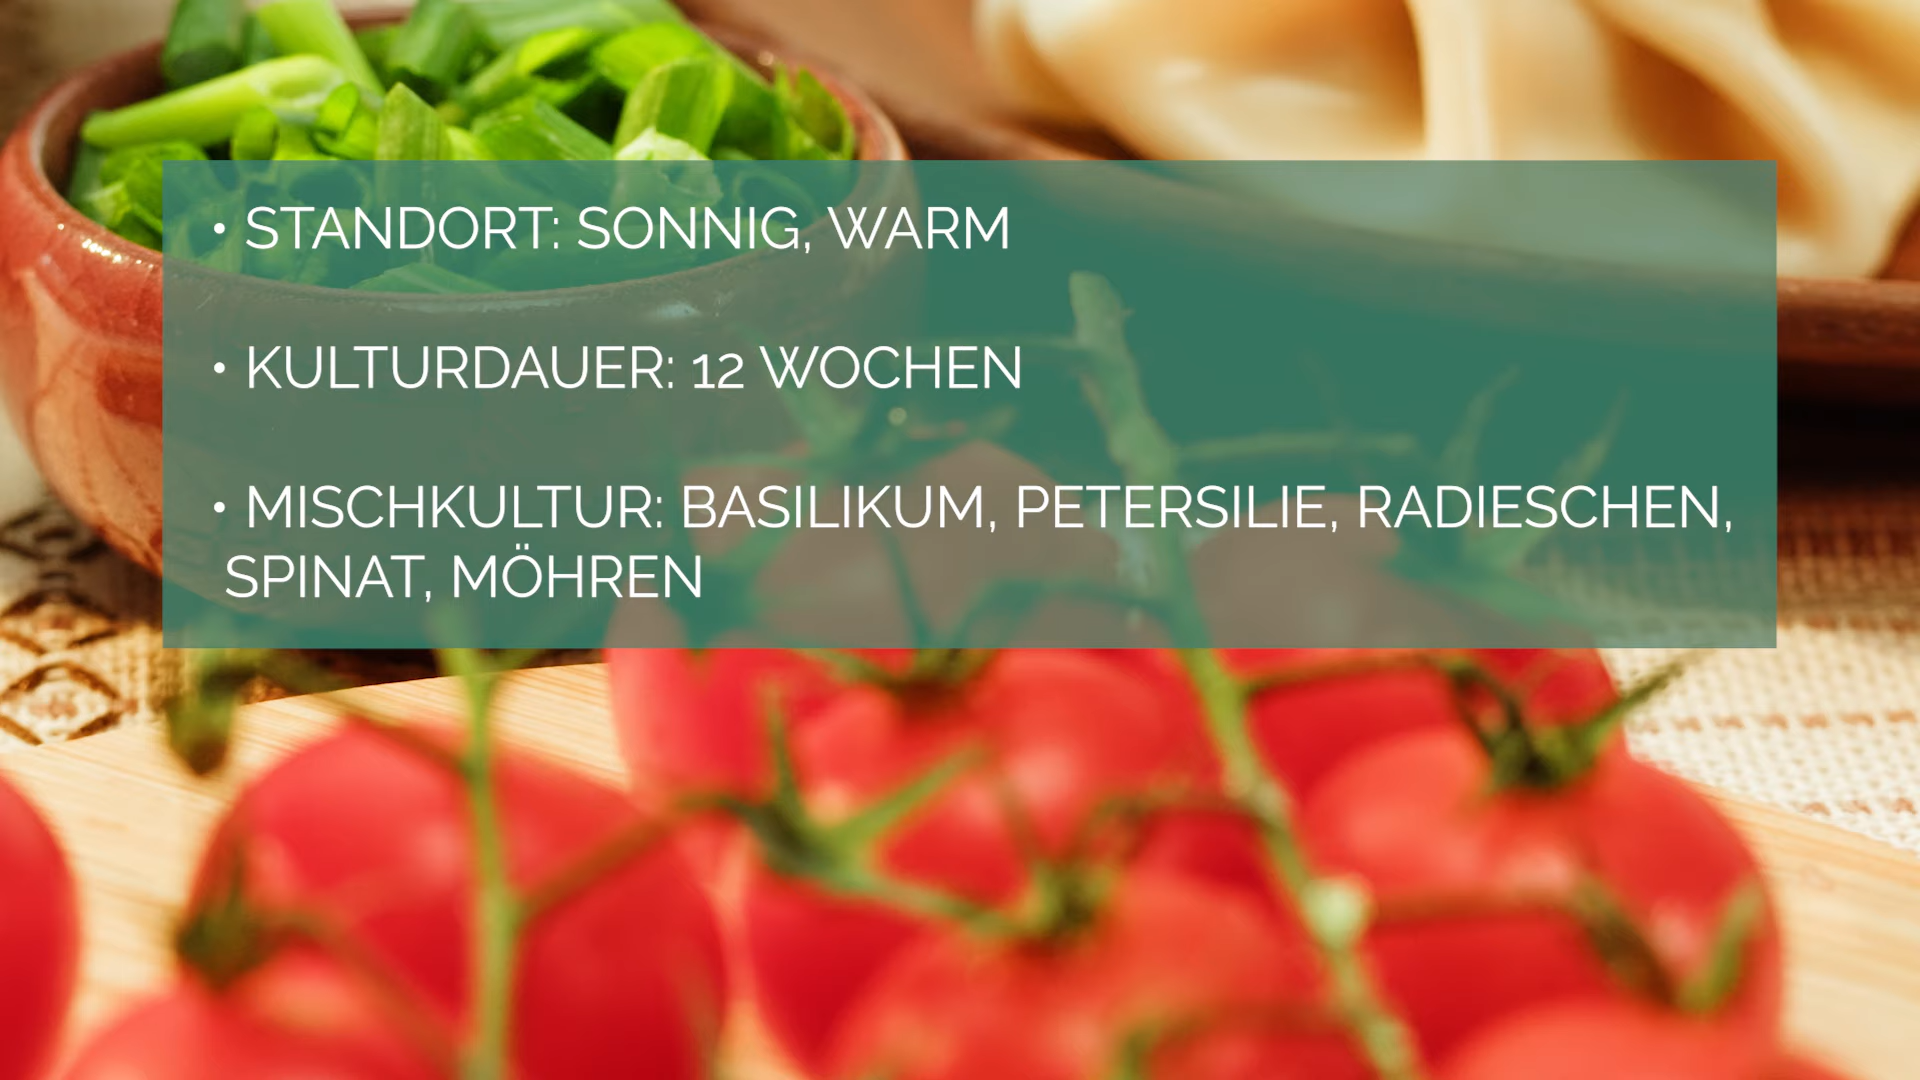 • STANDORT: SONNIG, WARM
• KULTURDAUER: 12 WOCHEN
• MISCHKULTUR: BASILIKUM, PETERSILIE, RADIESCHEN,
SPINAT, MÖHREN